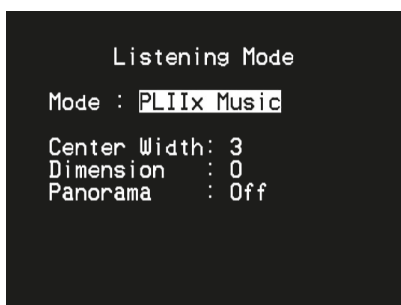 Listening Mode
Mode : PLIIx Music
Center Width: 3
Dimension : 0
Panorama : Off